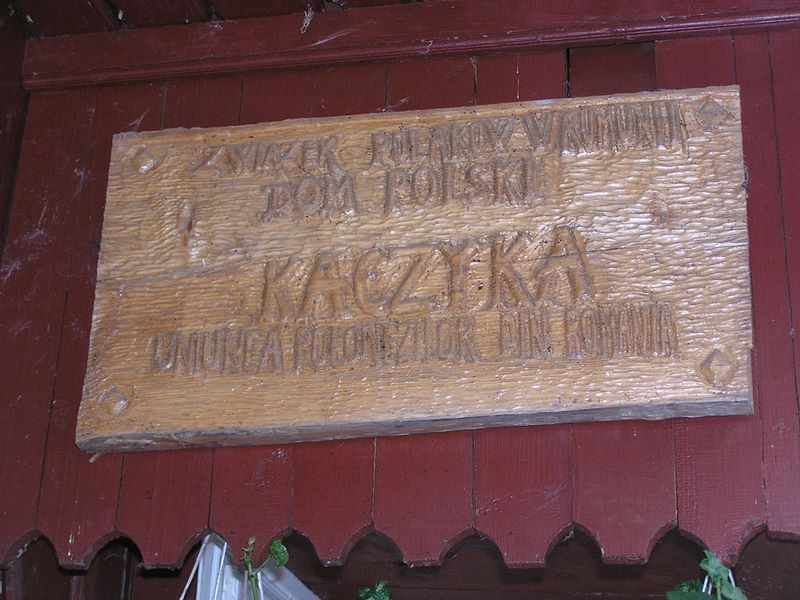 ZWIĄZEK POLAKÓW W RUMUNII
DOM POLSKI
KACZYKA
UNIUNEA POLONEZILOR DIN ROMÂNIA